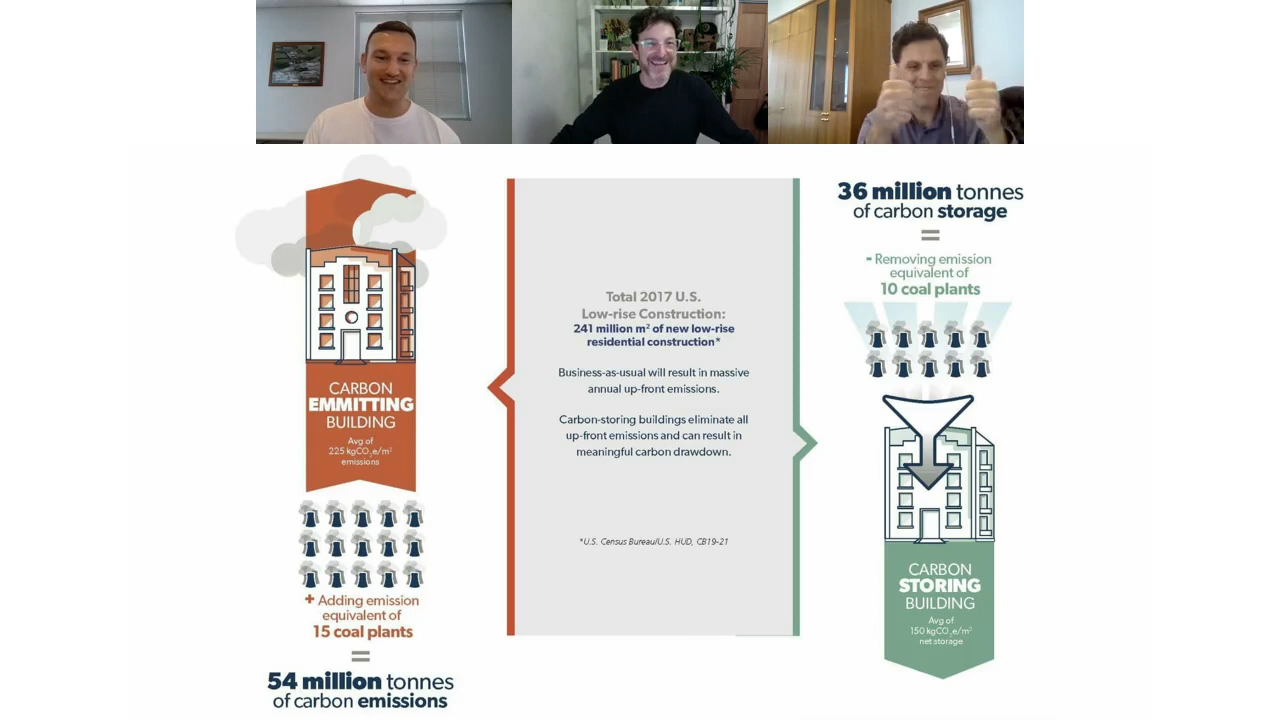 CARBON
EMMITTING
BUILDING
Avg of
225 kgCO₂e/m²
emissions
+ Adding emission
equivalent of
15 coal plants
=
54 million tonnes
of carbon emissions
Total 2017 U.S.
Low-rise Construction:
241 million m² of new low-rise
residential construction*
Business-as-usual will result in massive
annual up-front emissions.
Carbon-storing buildings eliminate all
up-front emissions and can result in
meaningful carbon drawdown.
*U.S. Census Bureau/U.S. HUD, CB19-21
36 million tonnes
of carbon storage
=
- Removing emission
equivalent of
10 coal plants
CARBON
STORING
BUILDING
Avg of
150 kgCO₂e/m²
net storage